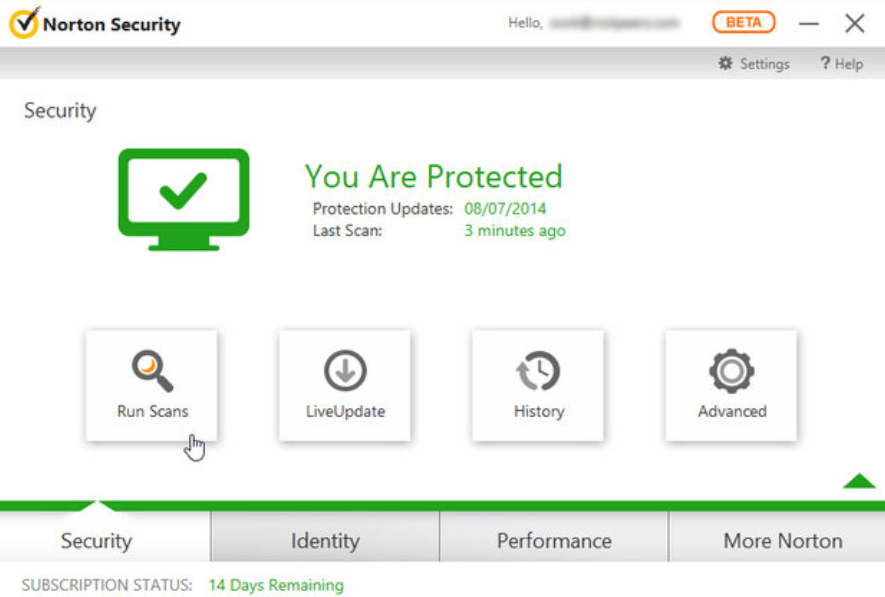 Norton Security Hello, BETA
Settings ? Help
Security
You Are Protected
Protection Updates: 08/07/2014
Last Scan: 3 minutes ago
Run Scans LiveUpdate History Advanced
Security Identity Performance More Norton
SUBSCRIPTION STATUS: 14 Days Remaining